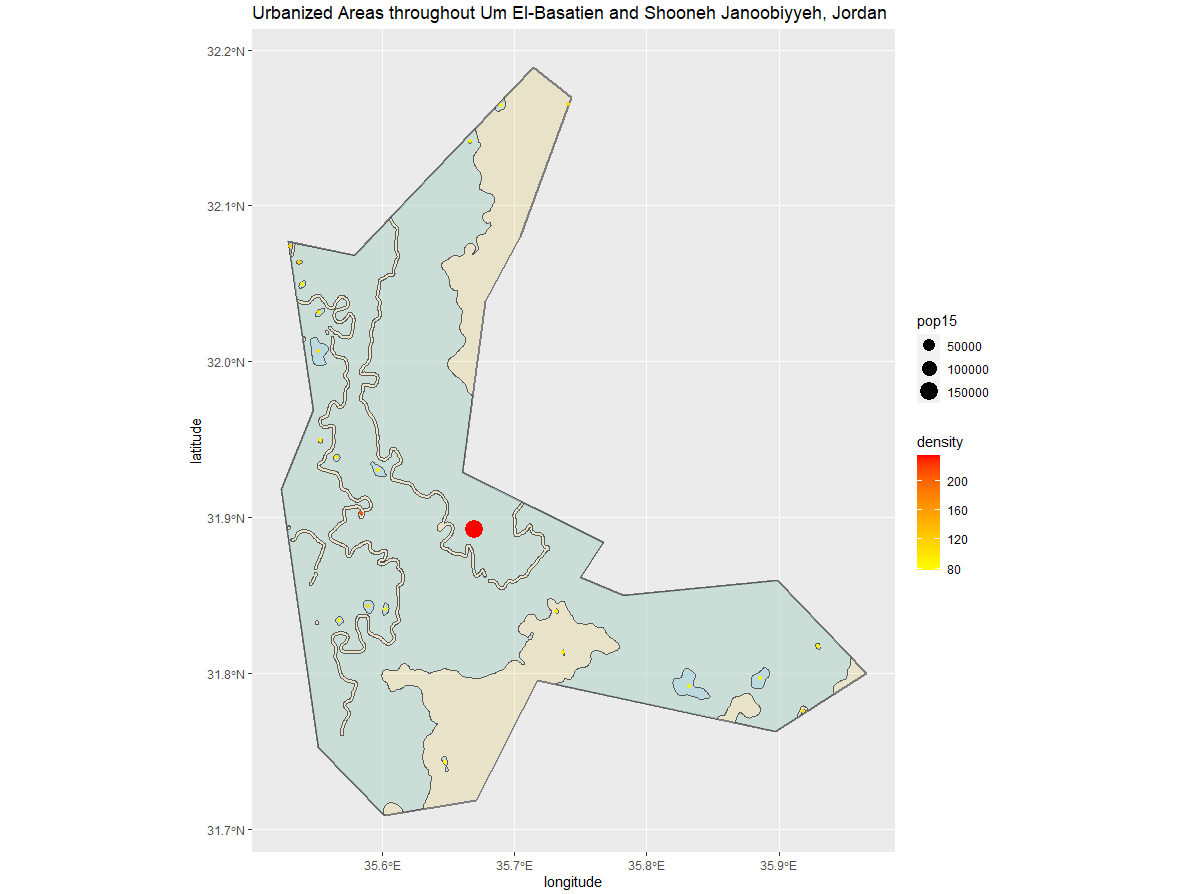 Urbanized Areas throughout Um El-Basatien and Shooneh Janoobiyyeh, Jordan
32.2°N
32.1°N
32.0°N
31.9°N
31.8°N
31.7°N
latitude
35.6°E
35.7°E
35.8°E
35.9°E
longitude
pop15
50000
100000
150000
density
200
160
120
80